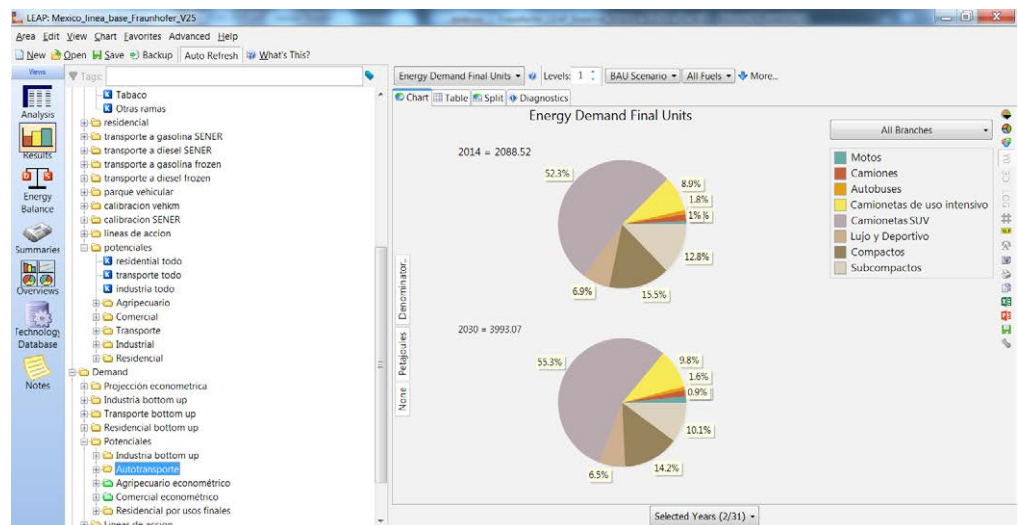 LEAP: Mexico_linea_base_Fraunhofer_V25
Area Edit View Chart Favorites Advanced Help
New Open Save Backup Auto Refresh What's This?
Views
Analysis
Results
Energy Balance
Summaries
Overviews
Technology Database
Notes
Tags:
Tabaco
Otras ramas
residencial
transporte a gasolina SENER
transporte a diesel SENER
transporte a gasolina frozen
transporte a diesel frozen
parque vehicular
calibracion vehkm
calibracion SENER
lineas de accion
potenciales
residential todo
transporte todo
industria todo
Agripecuario
Comercial
Transporte
Industrial
Residencial
Demand
Projección econometrica
Industria bottom up
Transporte bottom up
Residencial bottom up
Potenciales
Industria bottom up
Autotransporte
Agripecuario econométrico
Comercial econométrico
Residencial por usos finales
Lineas de accion
Energy Demand Final Units Levels: 1 BAU Scenario All Fuels More...
Chart Table Split Diagnostics
Energy Demand Final Units
2014 = 2088.52
52.3%
8.9%
1.8%
1%
12.8%
15.5%
6.9%
2030 = 3993.07
55.3%
9.8%
1.6%
0.9%
10.1%
14.2%
6.5%
Denominator..
Petajoules
None
All Branches
Motos
Camiones
Autobuses
Camionetas de uso intensivo
Camionetas SUV
Lujo y Deportivo
Compactos
Subcompactos
Selected Years (2/31)